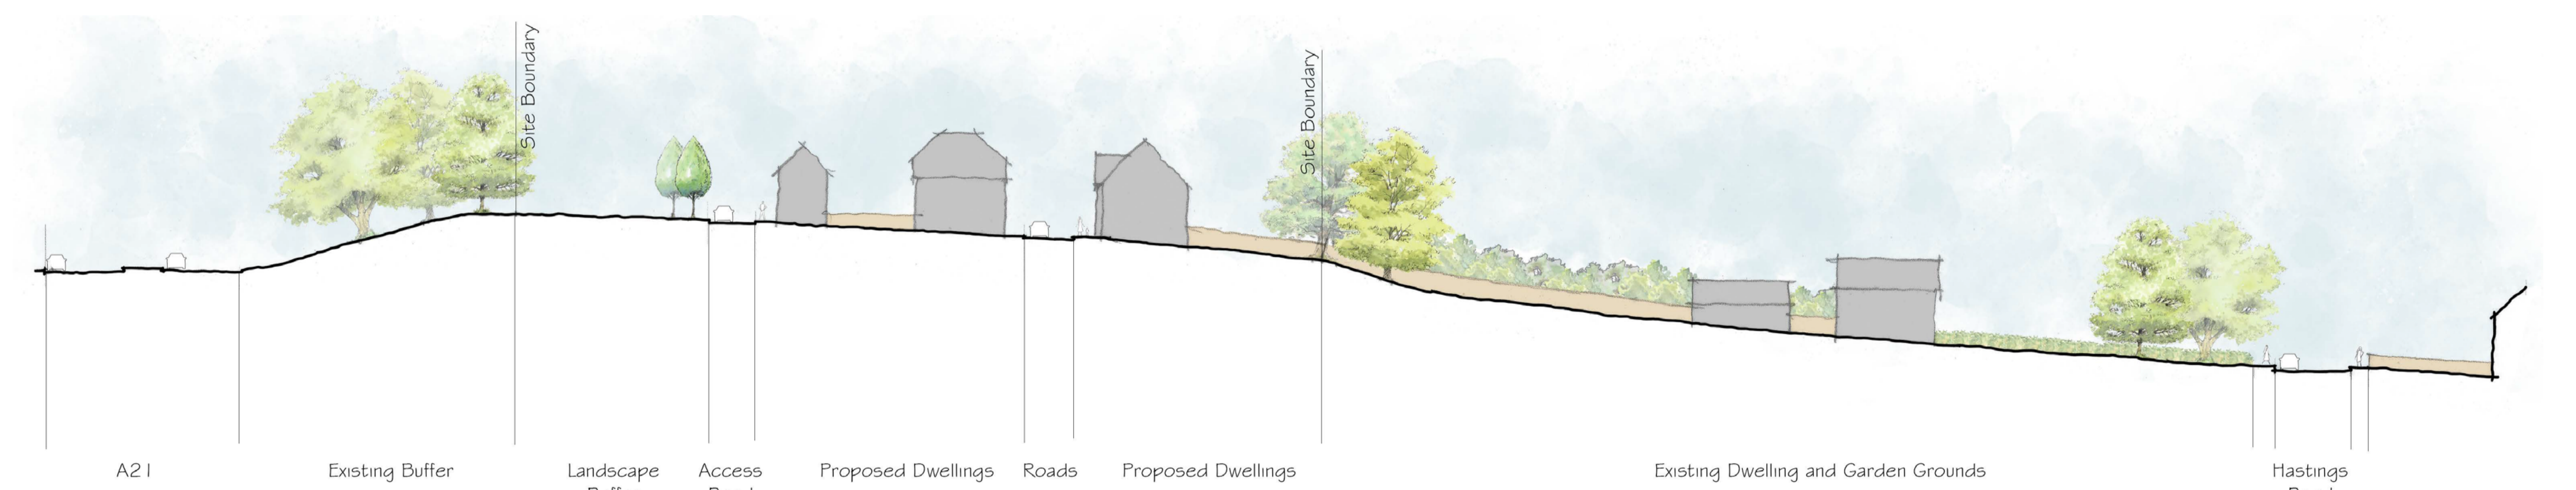 Site Boundary
Site Boundary
A21
Existing Buffer
Landscape
Access
Proposed Dwellings
Roads
Proposed Dwellings
Existing Dwelling and Garden Grounds
Hastings